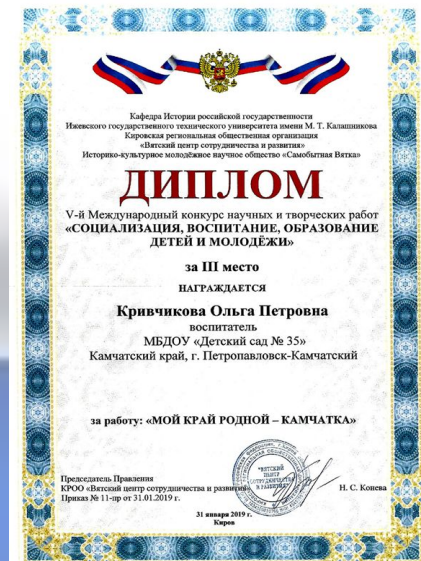 Кафедра Истории российской государственности
Ижевского государственного технического университета имени М. Т. Калашникова
Кировская региональная общественная организация
«Вятский центр сотрудничества и развития»
Историко-культурное молодёжное научное общество «Самобытная Вятка»
ДИПЛОМ
V-й Международный конкурс научных и творческих работ
«СОЦИАЛИЗАЦИЯ, ВОСПИТАНИЕ, ОБРАЗОВАНИЕ
ДЕТЕЙ И МОЛОДЁЖИ»
за III место
НАГРАЖДАЕТСЯ
Кривчикова Ольга Петровна
воспитатель
МБДОУ «Детский сад № 35»
Камчатский край, г. Петропавловск-Камчатский
за работу: «МОЙ КРАЙ РОДНОЙ – КАМЧАТКА»
Председатель Правления
КРОО «Вятский центр сотрудничества и развития»
Приказ № 11-пр от 31.01.2019 г.
"ВЯТСКИЙ
ЦЕНТР
СОТРУДНИЧЕСТВА
И РАЗВИТИЯ"
Н. С. Конева
31 января 2019 г.
Киров